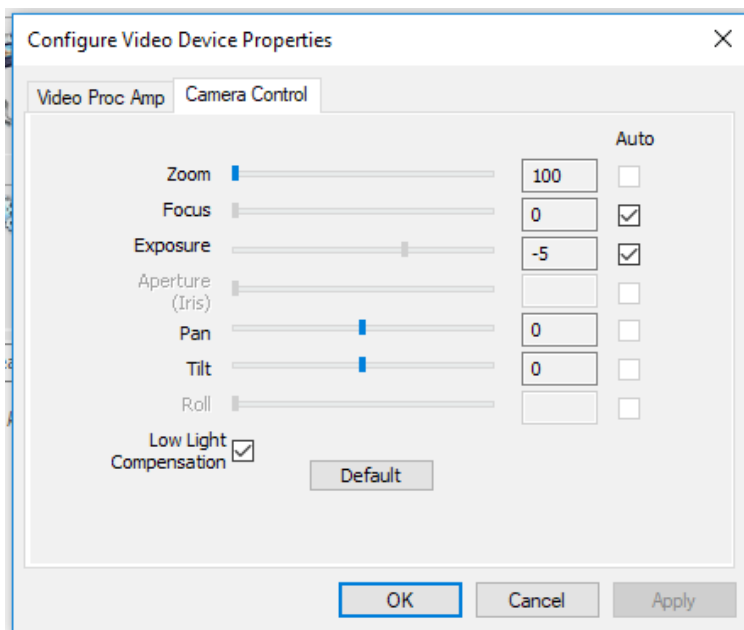 Configure Video Device Properties
Video Proc Amp
Camera Control
Auto
Zoom
100
Focus
0
Exposure
-5
Aperture
(Iris)
Pan
0
Tilt
0
Roll
Low Light
Compensation
Default
OK
Cancel
Apply